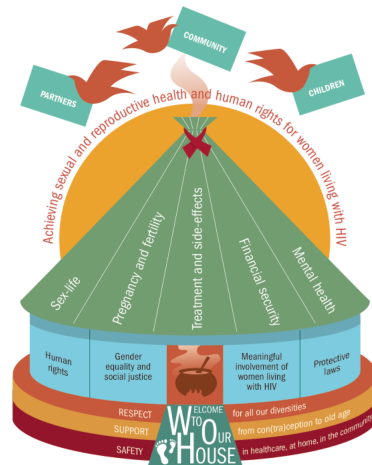 COMMUNITY
PARTNERS
CHILDREN
Achieving sexual and reproductive health and human rights for women living with HIV
Sex-life
Pregnancy and fertility
Treatment and side-effects
Financial security
Mental health
Human
rights
Gender
equality and
social justice
Meaningful
involvement of
women living
with HIV
Protective
laws
RESPECT
for all our diversities
SUPPORT
from con(tra)ception to old age
SAFETY
in healthcare, at home, in the community
WELCOME
TO OUR
HOUSE